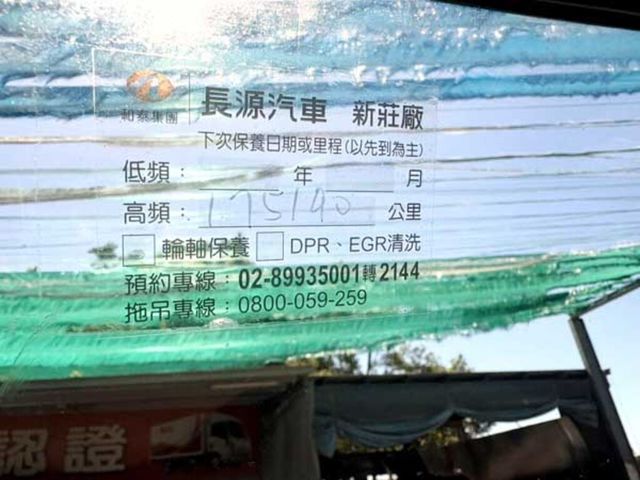 和泰集團
長源汽車 新莊廠
下次保養日期或里程(以先到為主)
低頻： 年 月
高頻：175140 公里
輪軸保養 DPR、EGR清洗
預約專線：02-89935001轉2144
拖吊專線：0800-059-259
認證